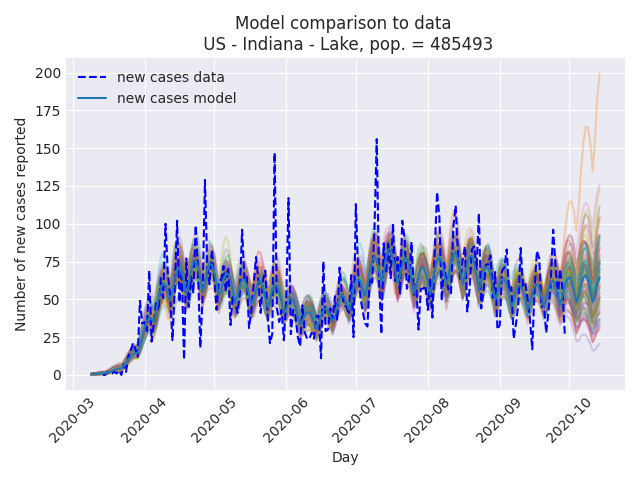 Model comparison to data
US - Indiana - Lake, pop. = 485493
new cases data
new cases model
Number of new cases reported
200
175
150
125
100
75
50
25
0
2020-03
2020-04
2020-05
2020-06
2020-07
2020-08
2020-09
2020-10
Day